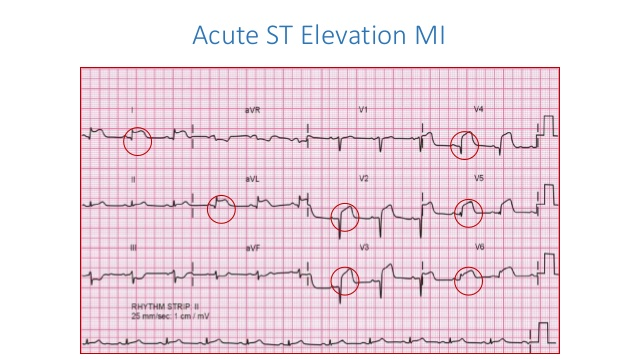 Acute ST Elevation MI
I aVR V1 V4
II aVL V2 V5
III aVF V3 V6
RHYTHM STRIP: II
25 mm/sec: 1 cm / mV